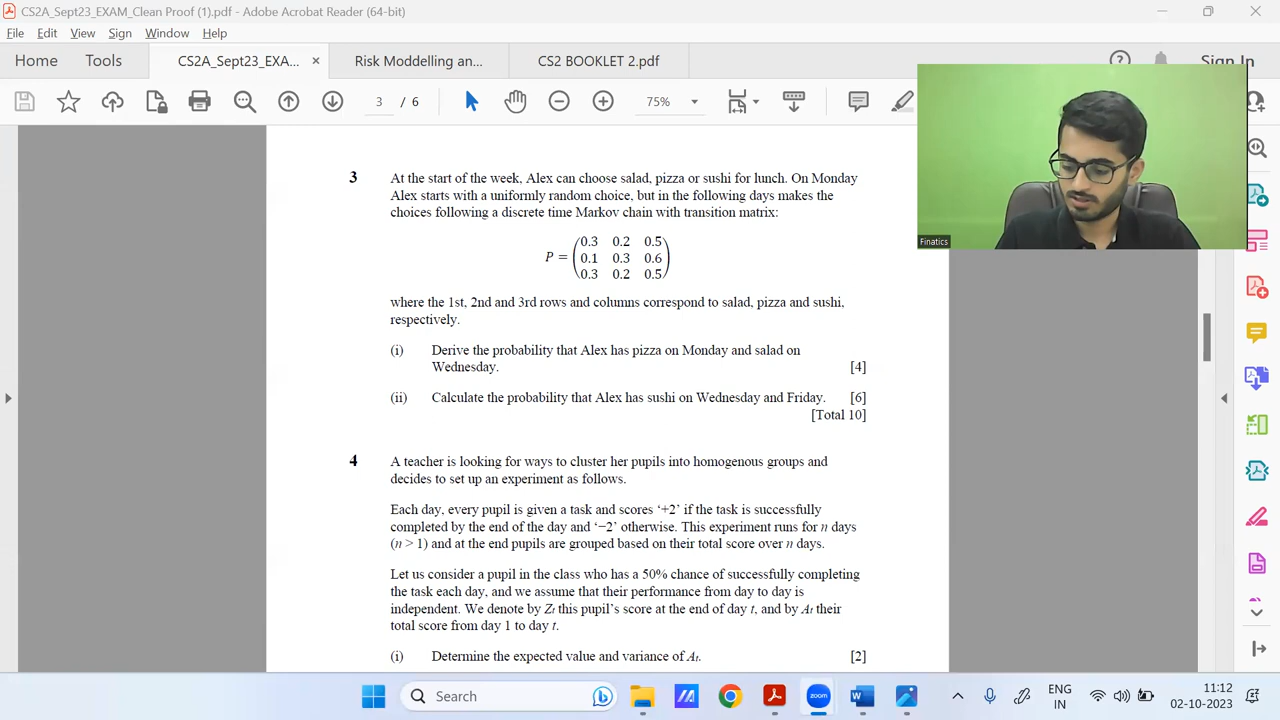 CS2A_Sept23_EXAM_Clean Proof (1).pdf - Adobe Acrobat Reader (64-bit)
File Edit View Sign Window Help
Home Tools CS2A_Sept23_EXA... × Risk Moddelling an... CS2 BOOKLET 2.pdf Sign In
3 / 6 75%
Finatics
3 At the start of the week, Alex can choose salad, pizza or sushi for lunch. On Monday
Alex starts with a uniformly random choice, but in the following days makes the
choices following a discrete time Markov chain with transition matrix:
0.3 0.2 0.5
P = 0.1 0.3 0.6
0.3 0.2 0.5
where the 1st, 2nd and 3rd rows and columns correspond to salad, pizza and sushi,
respectively.
(i) Derive the probability that Alex has pizza on Monday and salad on
Wednesday. [4]
(ii) Calculate the probability that Alex has sushi on Wednesday and Friday. [6]
[Total 10]
4 A teacher is looking for ways to cluster her pupils into homogenous groups and
decides to set up an experiment as follows.
Each day, every pupil is given a task and scores ‘+2’ if the task is successfully
completed by the end of the day and ‘−2’ otherwise. This experiment runs for n days
(n > 1) and at the end pupils are grouped based on their total score over n days.
Let us consider a pupil in the class who has a 50% chance of successfully completing
the task each day, and we assume that their performance from day to day is
independent. We denote by Zt this pupil’s score at the end of day t, and by At their
total score from day 1 to day t.
(i) Determine the expected value and variance of At. [2]
Search
zoom
ENG
IN
11:12
02-10-2023